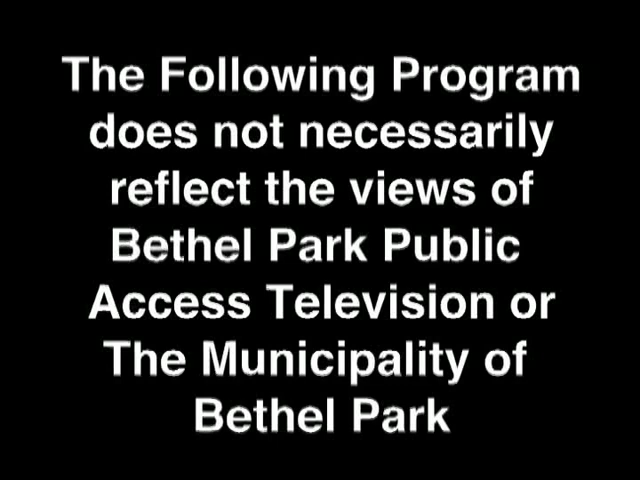 The Following Program
does not necessarily
reflect the views of
Bethel Park Public
Access Television or
The Municipality of
Bethel Park